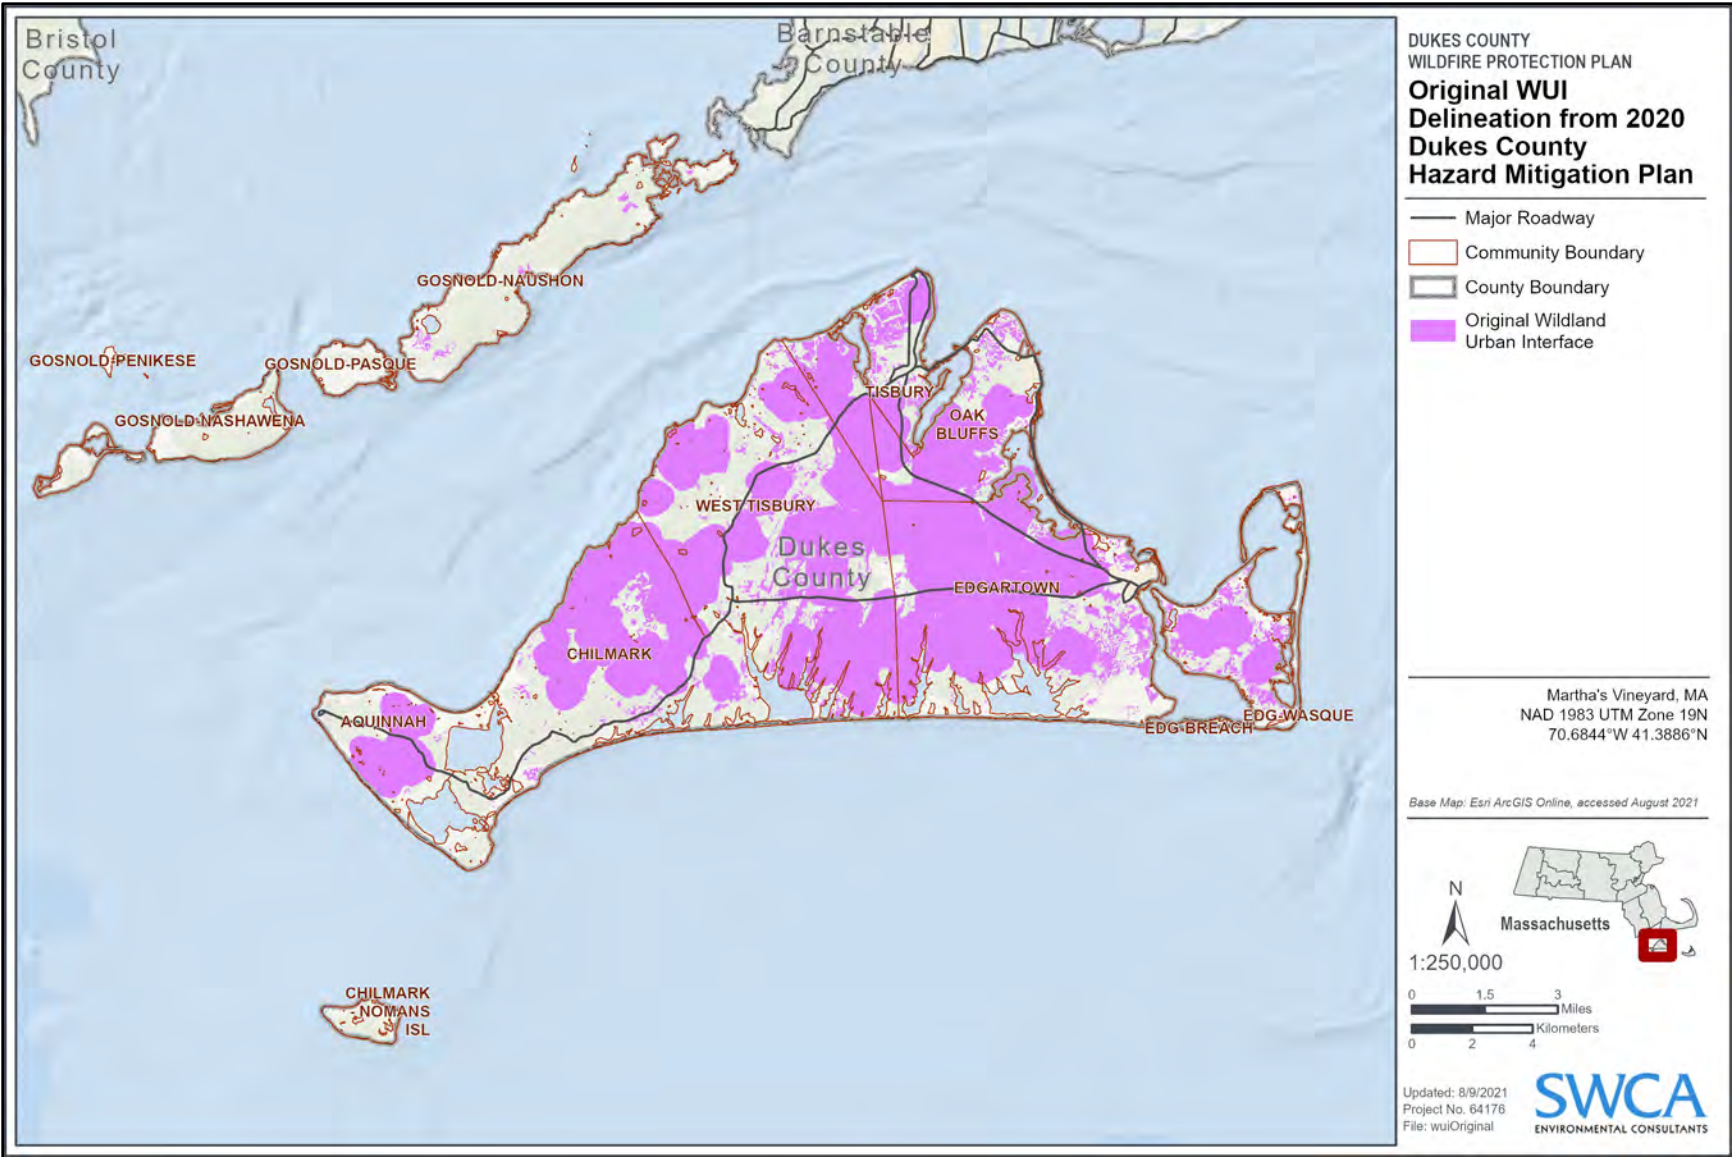 Bristol
County
Barnstable
County
GOSNOLD-NAUSHON
GOSNOLD-PENIKESE
GOSNOLD-PASQUE
GOSNOLD-NASHAWENA
TISBURY
OAK
BLUFFS
WEST TISBURY
Dukes
County
EDGARTOWN
CHILMARK
AQUINNAH
EDG-WASQUE
EDG BREACH
CHILMARK
NOMANS
ISL
DUKES COUNTY
WILDFIRE PROTECTION PLAN
Original WUI
Delineation from 2020
Dukes County
Hazard Mitigation Plan
Major Roadway
Community Boundary
County Boundary
Original Wildland
Urban Interface
Martha's Vineyard, MA
NAD 1983 UTM Zone 19N
70.6844°W 41.3886°N
Base Map: Esri ArcGIS Online, accessed August 2021
N
Massachusetts
1:250,000
0 1.5 3
Miles
Kilometers
0 2 4
Updated: 8/9/2021
Project No. 64176
File: wuiOriginal
SWCA
ENVIRONMENTAL CONSULTANTS